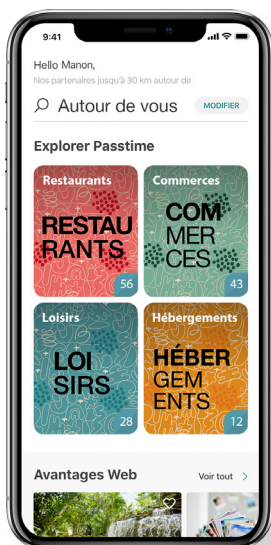 9:41
Hello Manon,
Nos partenaires jusqu'à 30 km autour de
Autour de vous
MODIFIER
Explorer Passtime
Restaurants
RESTAU
RANTS
56
Commerces
COM
MER
CES
43
Loisirs
LOI
SIRS
28
Hébergements
HÉBER
GEM
ENTS
12
Avantages Web
Voir tout